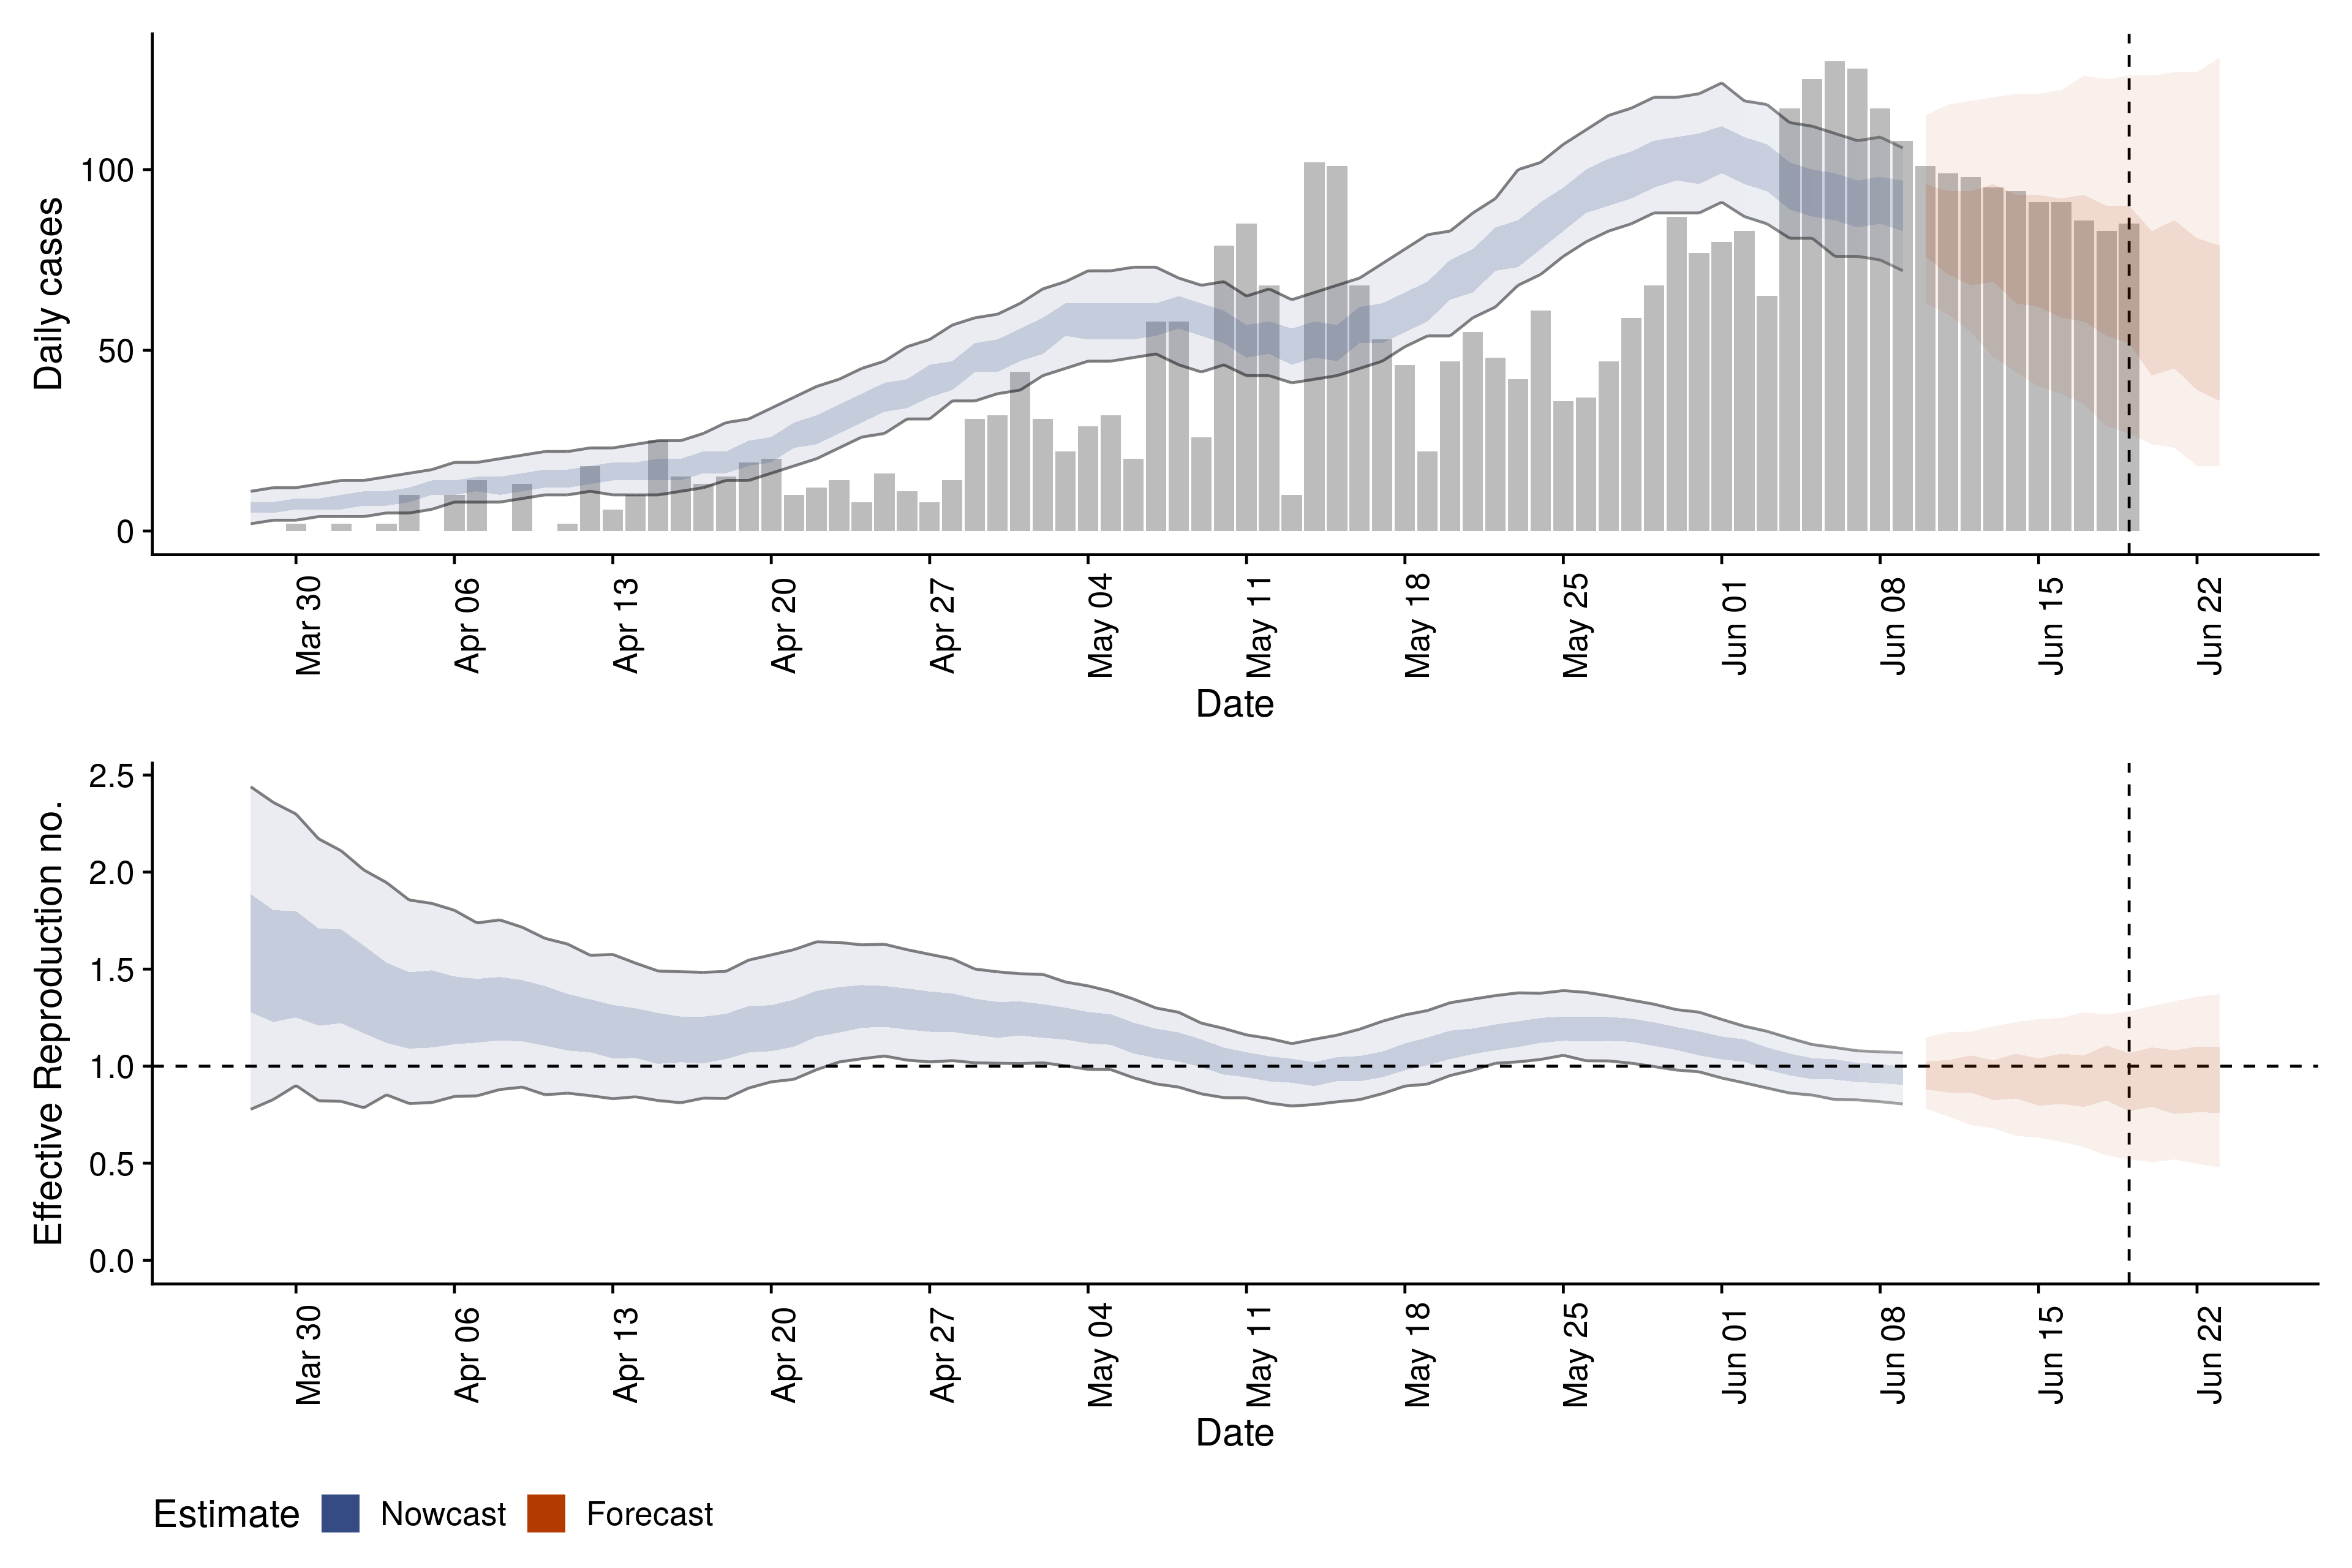 Daily cases
100
50
0
Mar 30
Apr 06
Apr 13
Apr 20
Apr 27
May 04
May 11
May 18
May 25
Jun 01
Jun 08
Jun 15
Jun 22
Date
Effective Reproduction no.
2.5
2.0
1.5
1.0
0.5
0.0
Mar 30
Apr 06
Apr 13
Apr 20
Apr 27
May 04
May 11
May 18
May 25
Jun 01
Jun 08
Jun 15
Jun 22
Date
Estimate Nowcast Forecast